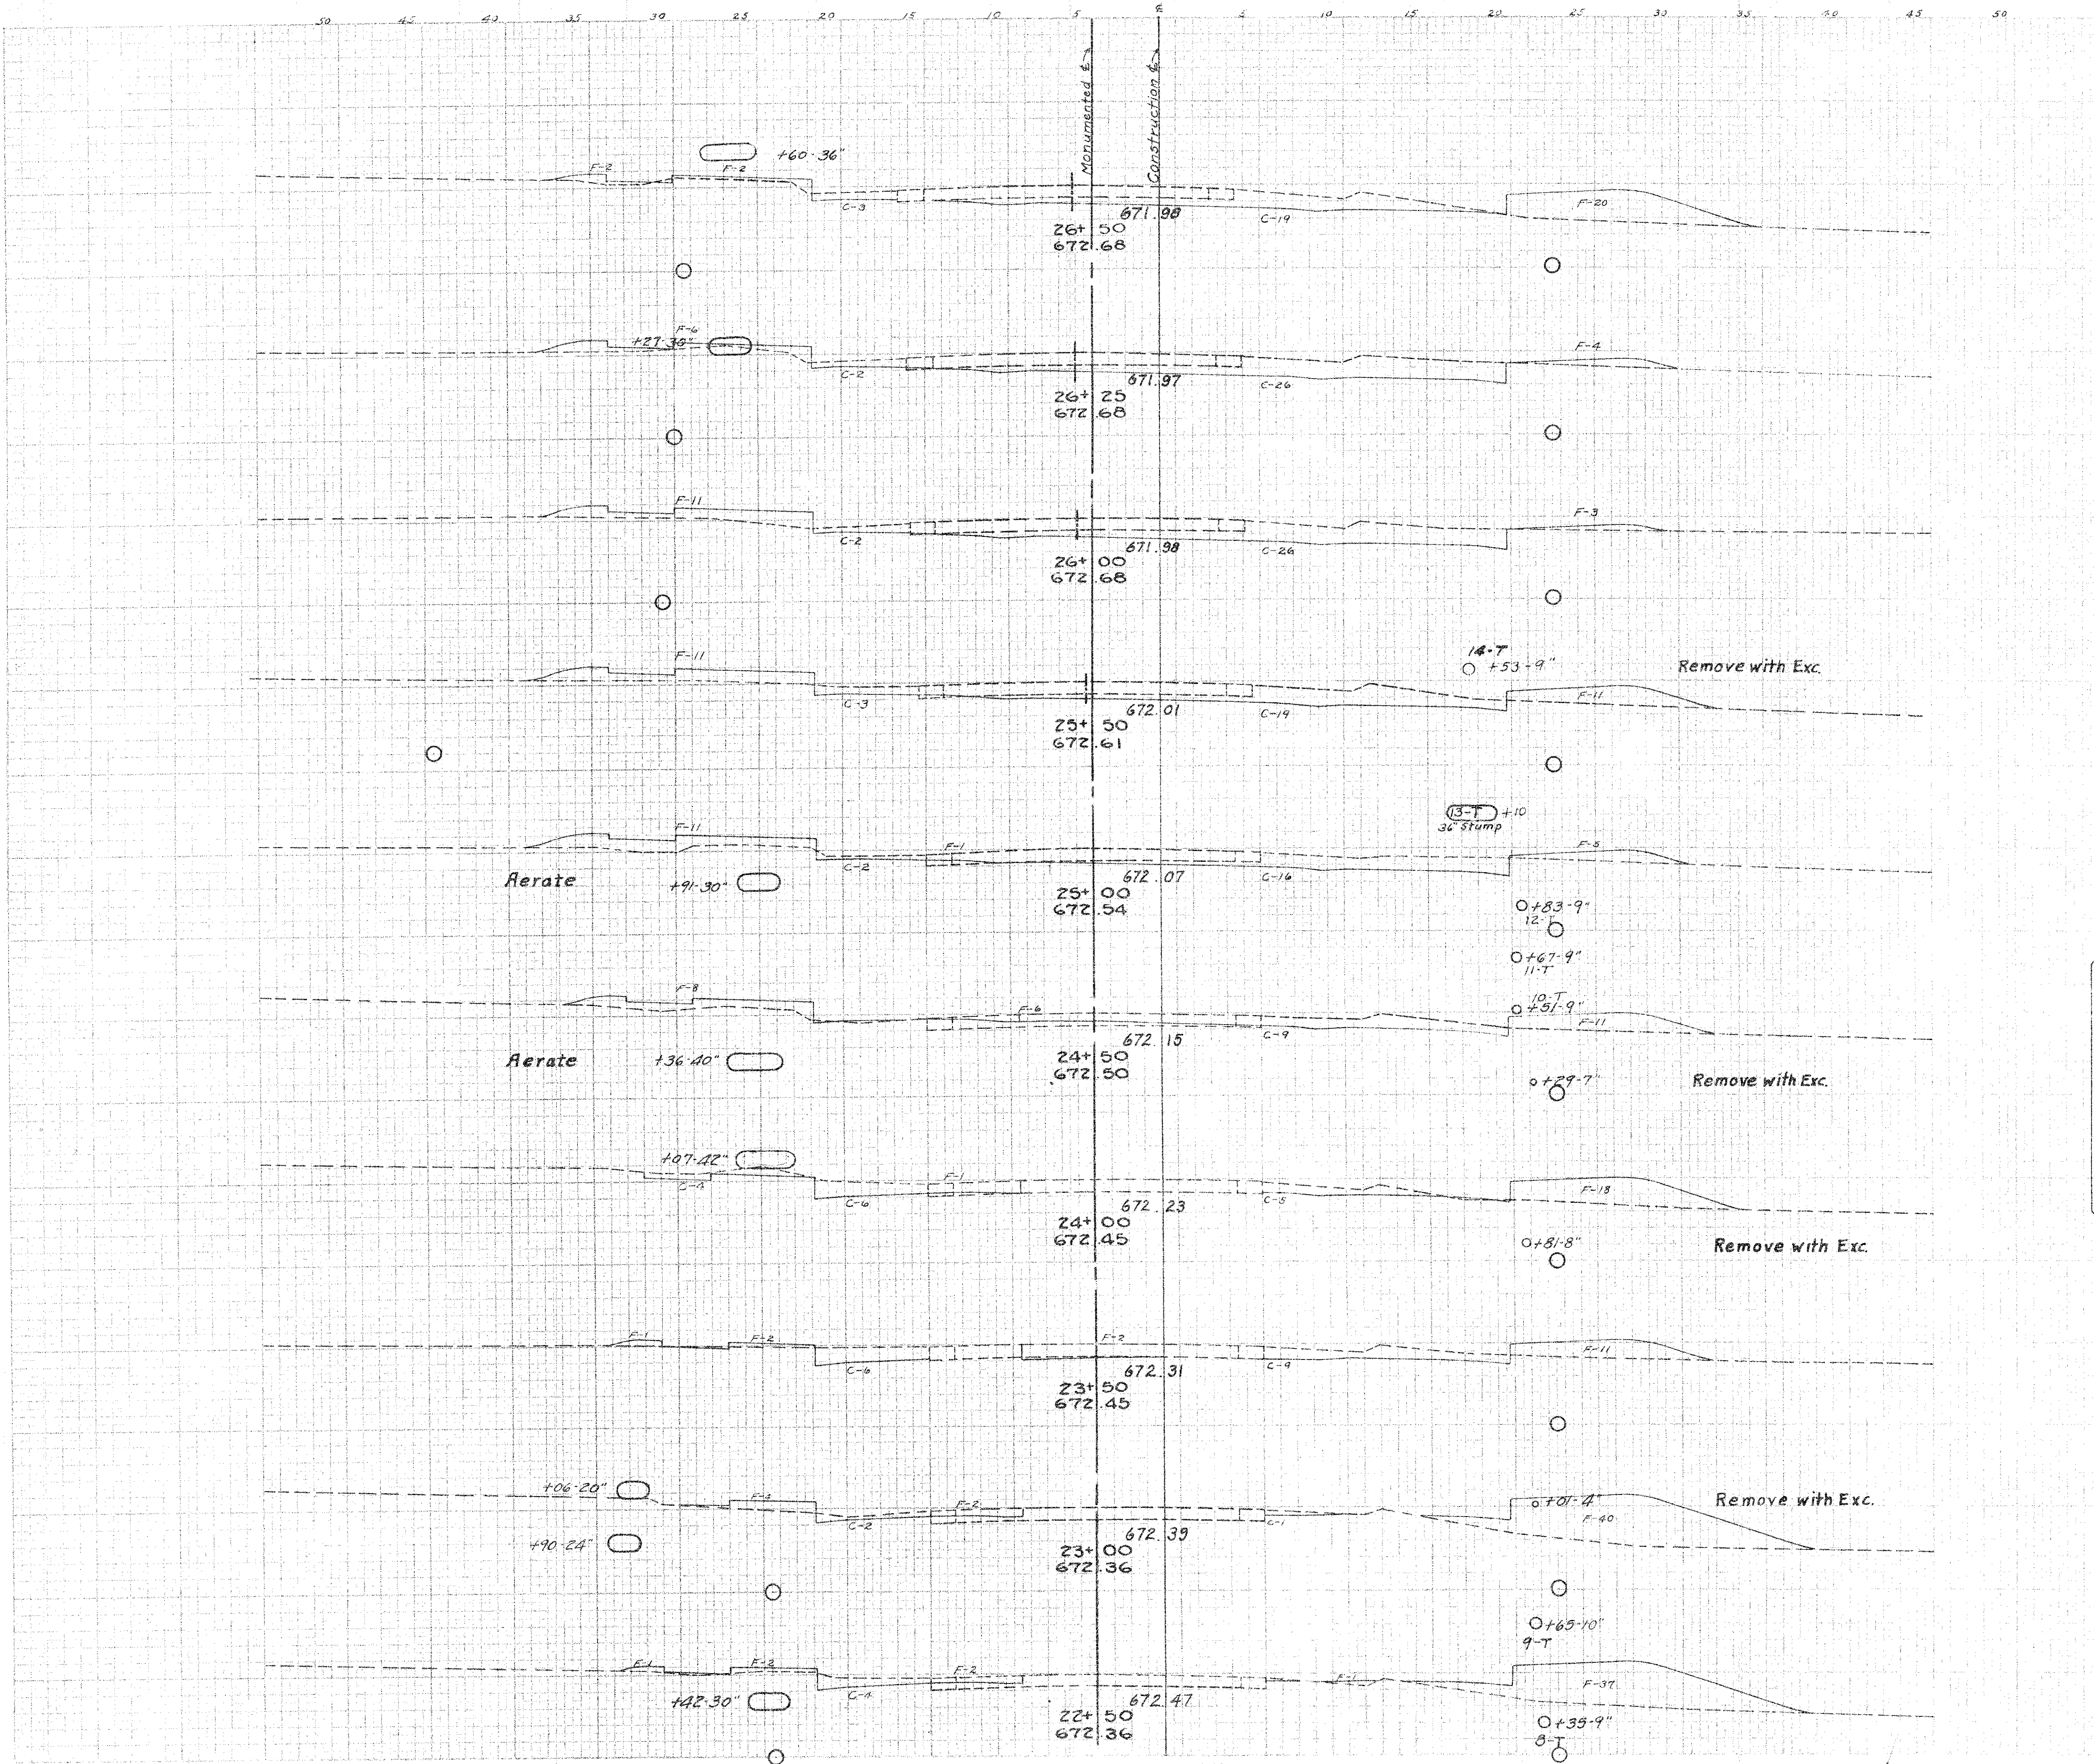 50 45 40 35 30 25 20 15 10 5 ℄ 5 10 15 20 25 30 35 40 45 50
Monumented ℄
Construction ℄
+60-36"
F-2 F-2
C-3 671.98 C-19 F-20
26+50
672.68
F-6
+27-36" F-4
C-2 671.97 C-26
26+25
672.68
F-11 F-3
C-2 671.98 C-26
26+00
672.68
14-T
+53-9" Remove with Exc.
F-11
C-3 672.01 C-19 F-11
25+50
672.61
13-T +10
36" Stump
F-11 F-1 F-5
C-2 672.07 C-16
Aerate +91-30"
25+00
672.54
+83-9"
12-T
+67-9"
11-T
10-T
+51-9"
F-8 F-6 F-11
672.15 C-9
Aerate +36-40"
24+50
672.50
+29-7" Remove with Exc.
+07-42"
C-4 F-1 F-18
C-6 672.23 C-5
24+00
672.45
+81-8" Remove with Exc.
F-1 F-2 F-2 F-11
C-6 672.31 C-9
23+50
672.45
+06-20" +01-4" Remove with Exc.
F-4 F-2 F-40
C-2 672.39 C-1
+90-24"
23+00
672.36
+65-10"
9-T
F-1 F-2 F-2 F-1 F-37
C-4 672.47
+42-30"
22+50
672.36
+35-9"
8-T